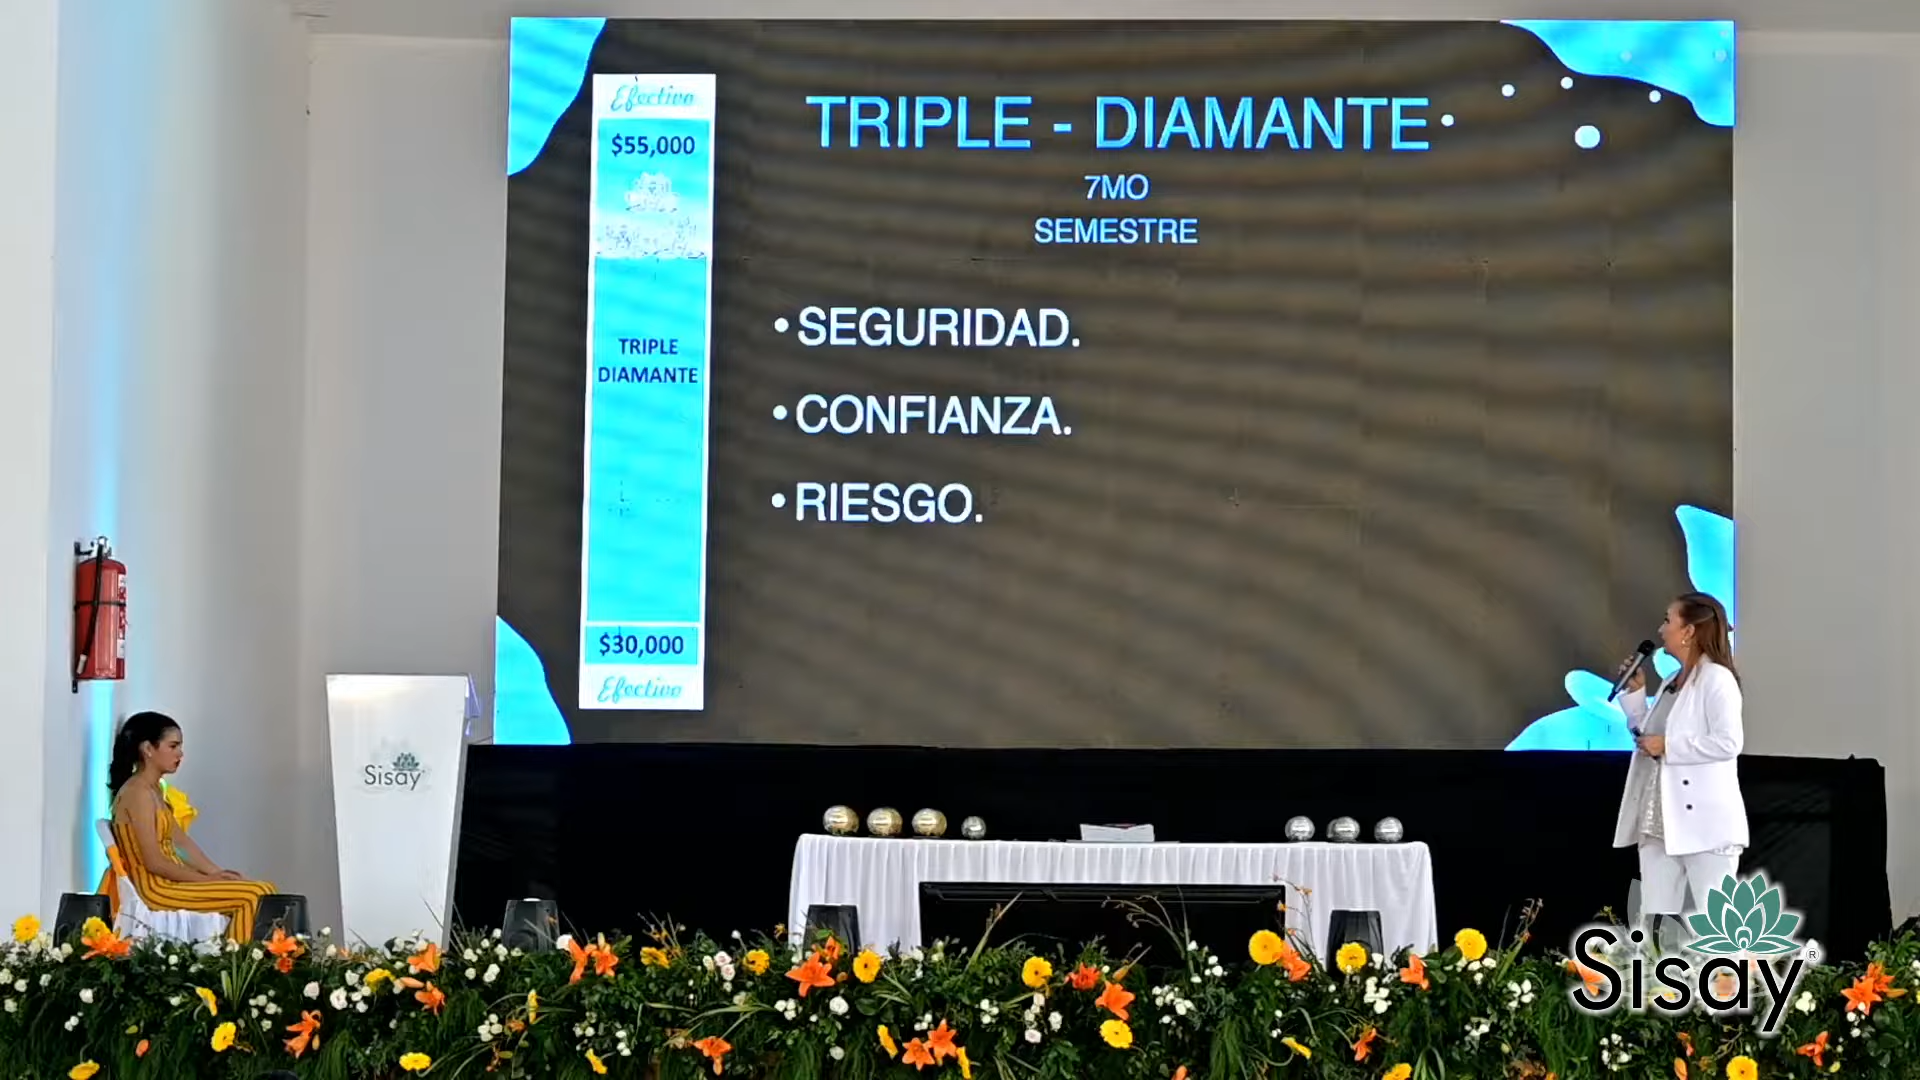 Efectivo
$55,000
TRIPLE
DIAMANTE
$30,000
Efectivo
TRIPLE - DIAMANTE
7MO
SEMESTRE
• SEGURIDAD.
• CONFIANZA.
• RIESGO.
Sisay
Sisay®